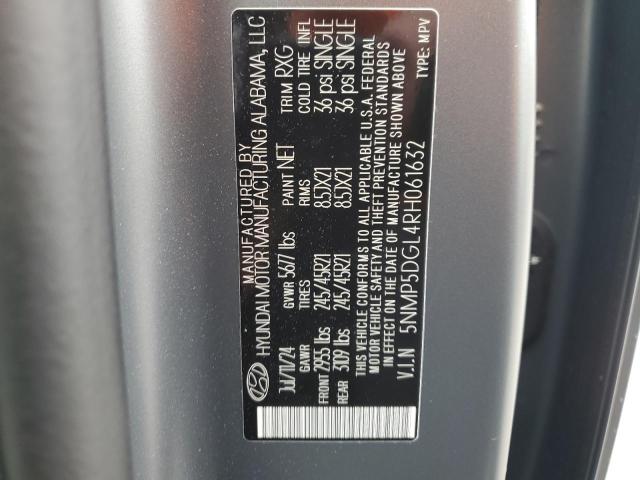 MANUFACTURED BY
HYUNDAI MOTOR MANUFACTURING ALABAMA, LLC
Jul/11/24 GVWR 5677 lbs PAINT NET TRIM RXG
GAWR TIRES RIMS COLD TIRE INFL
FRONT 2955 lbs 245/45R21 8.5JX21 36 psi SINGLE
REAR 3109 lbs 245/45R21 8.5JX21 36 psi SINGLE
THIS VEHICLE CONFORMS TO ALL APPLICABLE U.S.A. FEDERAL
MOTOR VEHICLE SAFETY AND THEFT PREVENTION STANDARDS
IN EFFECT ON THE DATE OF MANUFACTURE SHOWN ABOVE.
V.I.N 5NMP5DGL4RH061632 TYPE: MPV